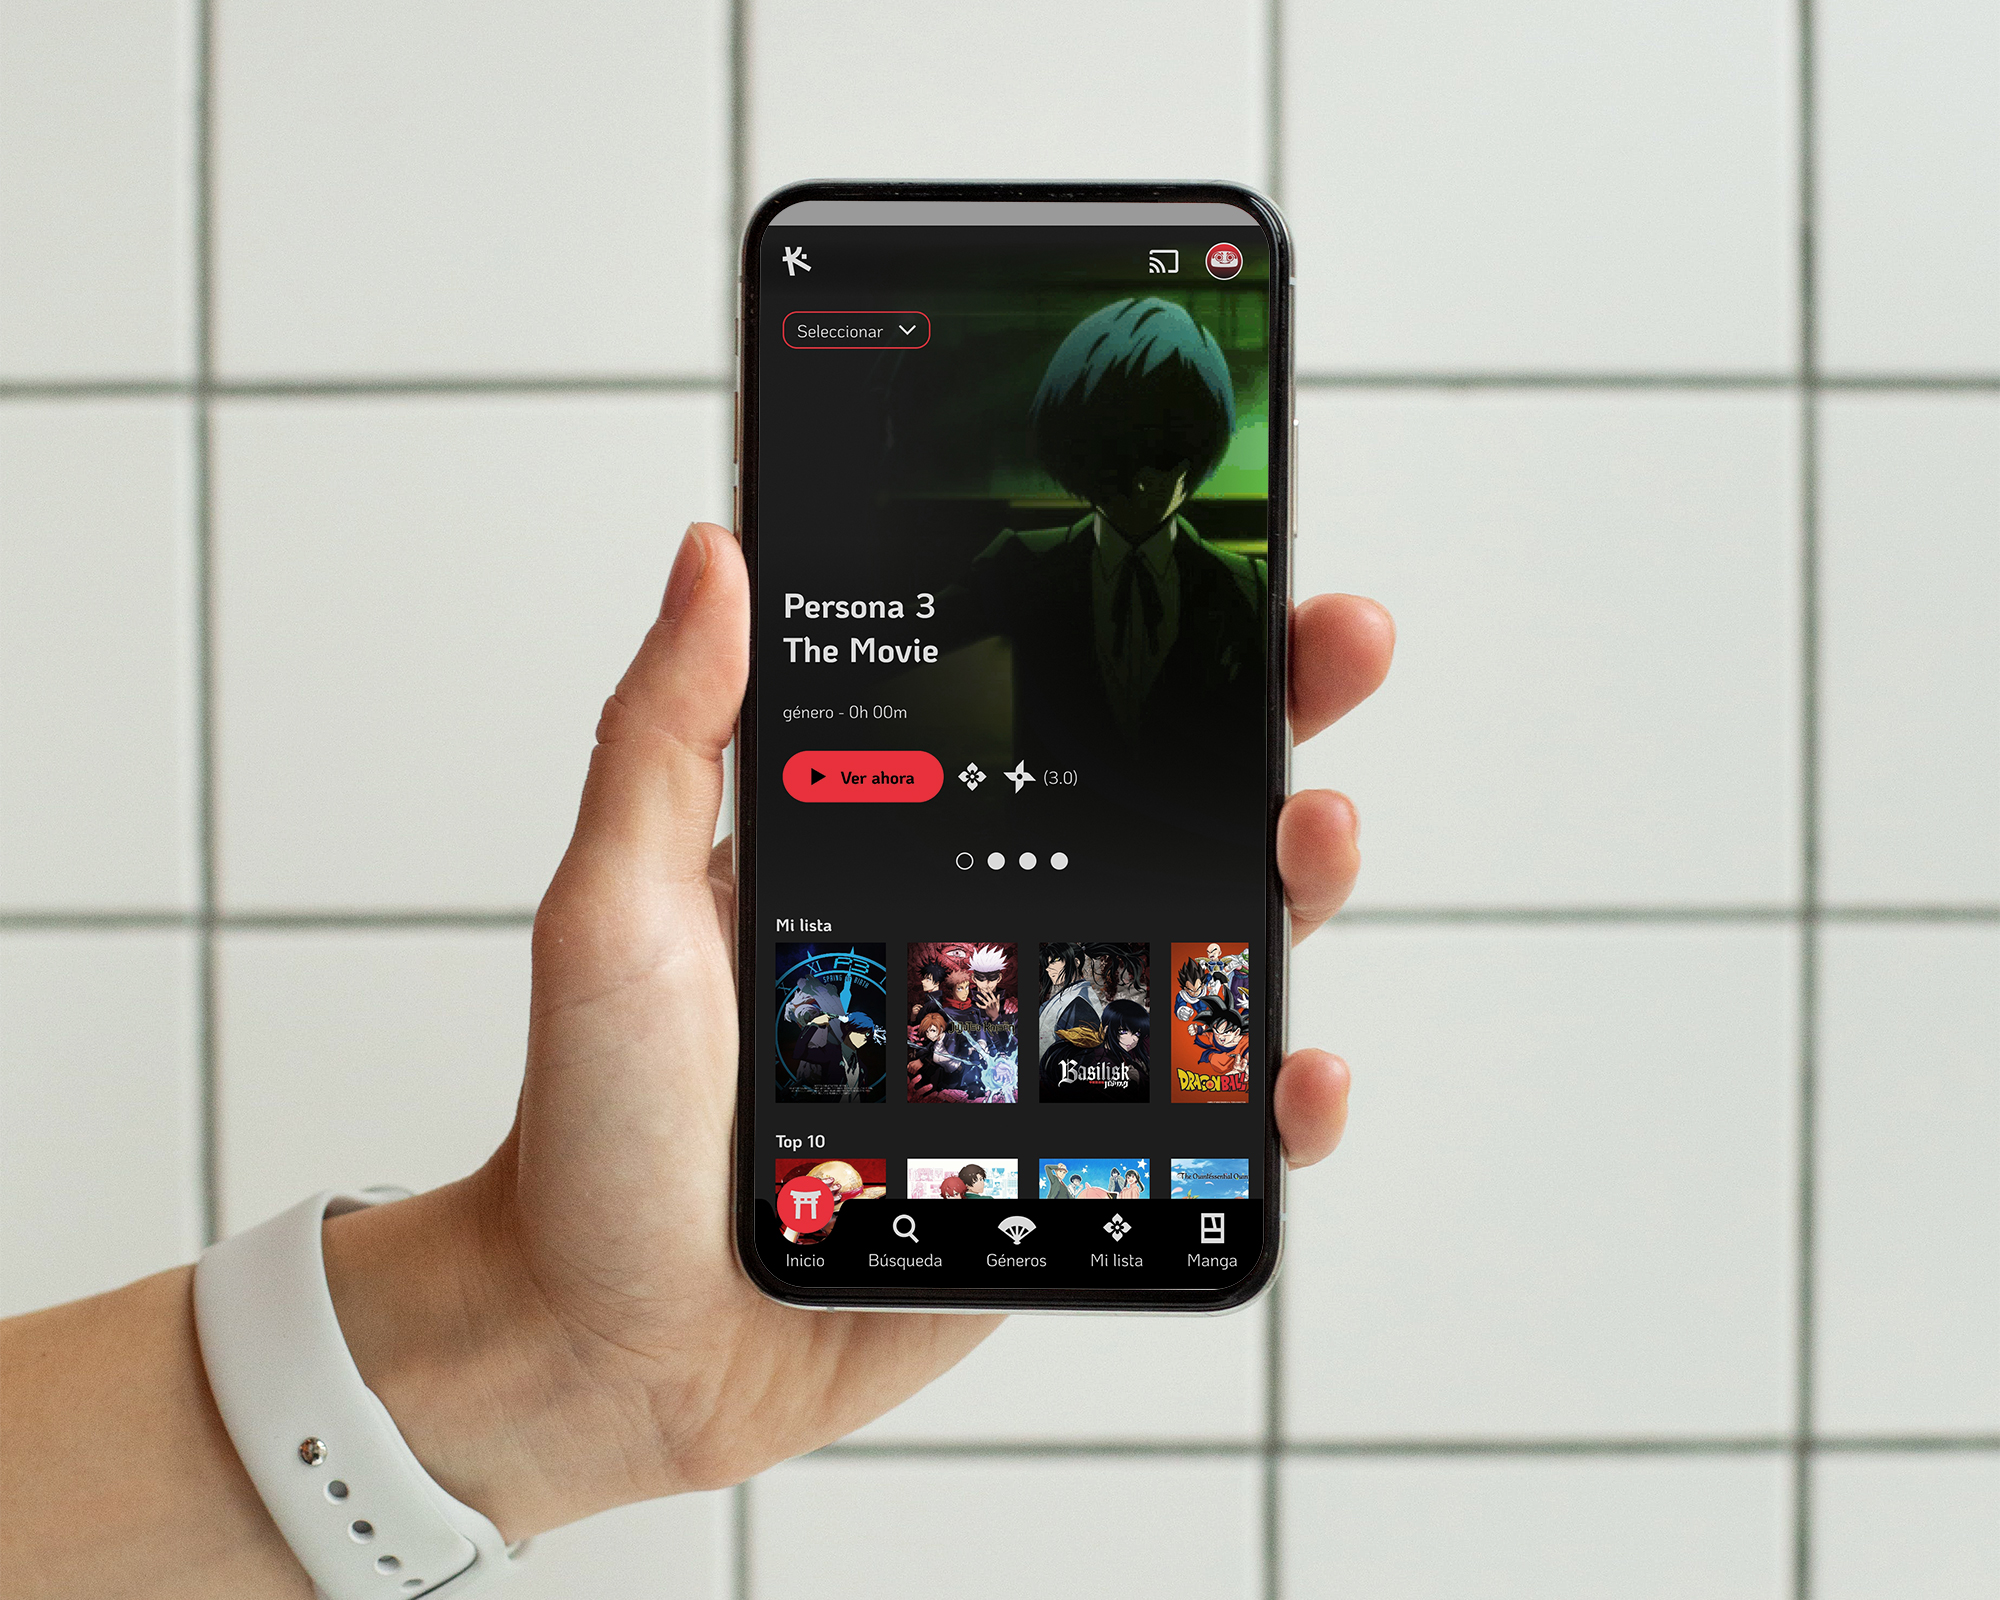 Seleccionar
Persona 3
The Movie
género - 0h 00m
Ver ahora
(3.0)
Mi lista
XI P3
SPRING OF BIRTH
Jujutsu Kaisen
Basilisk
DRAGON BALL
Top 10
The Quintessential Quin
Inicio
Búsqueda
Géneros
Mi lista
Manga